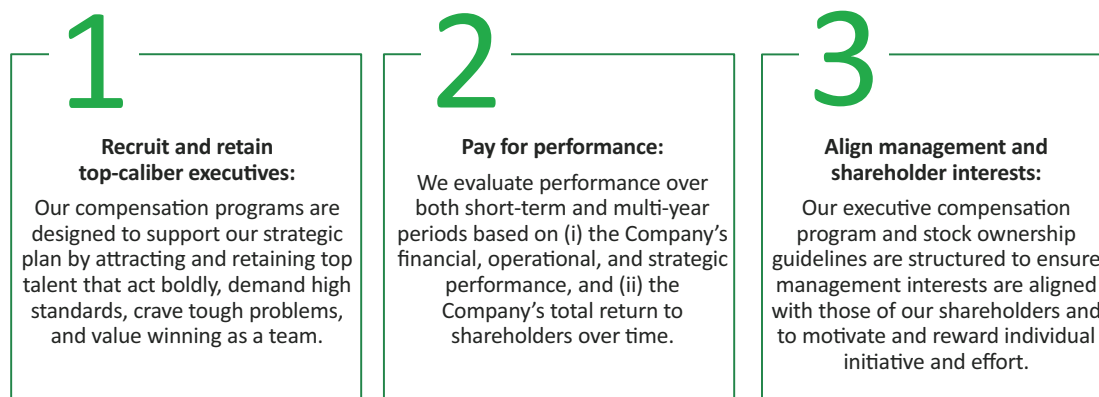 1
Recruit and retain
top-caliber executives:
Our compensation programs are
designed to support our strategic
plan by attracting and retaining top
talent that act boldly, demand high
standards, crave tough problems,
and value winning as a team.
2
Pay for performance:
We evaluate performance over
both short-term and multi-year
periods based on (i) the Company’s
financial, operational, and strategic
performance, and (ii) the
Company’s total return to
shareholders over time.
3
Align management and
shareholder interests:
Our executive compensation
program and stock ownership
guidelines are structured to ensure
management interests are aligned
with those of our shareholders and
to motivate and reward individual
initiative and effort.